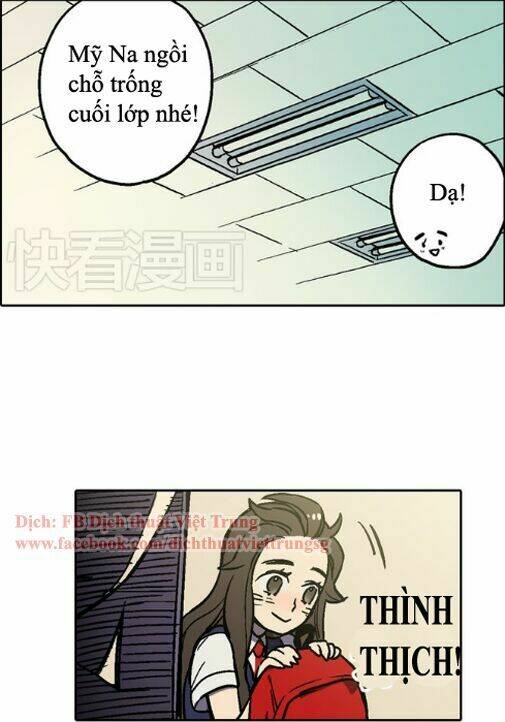 Mỹ Na ngồi
chỗ trống
cuối lớp nhé!
Dạ!
快看漫画
Dịch: FB Dịch thuật Việt Trung
www.facebook.com/dichthuatviettrungsg
THÌNH
THỊCH!